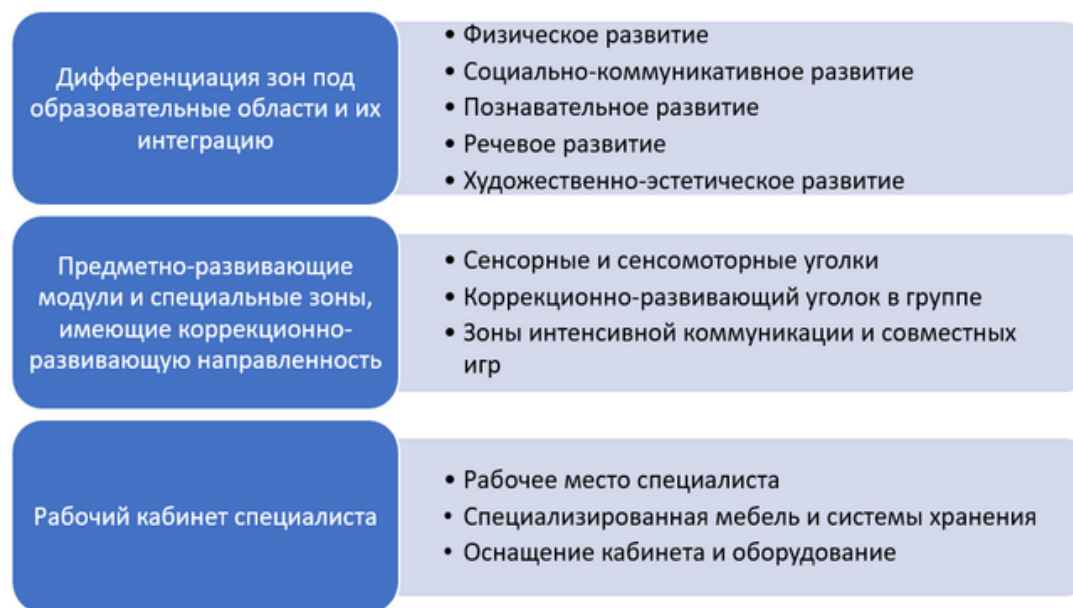 Дифференциация зон под
образовательные области и их
интеграцию
• Физическое развитие
• Социально-коммуникативное развитие
• Познавательное развитие
• Речевое развитие
• Художественно-эстетическое развитие
Предметно-развивающие
модули и специальные зоны,
имеющие коррекционно-
развивающую направленность
• Сенсорные и сенсомоторные уголки
• Коррекционно-развивающий уголок в группе
• Зоны интенсивной коммуникации и совместных
игр
Рабочий кабинет специалиста
• Рабочее место специалиста
• Специализированная мебель и системы хранения
• Оснащение кабинета и оборудование